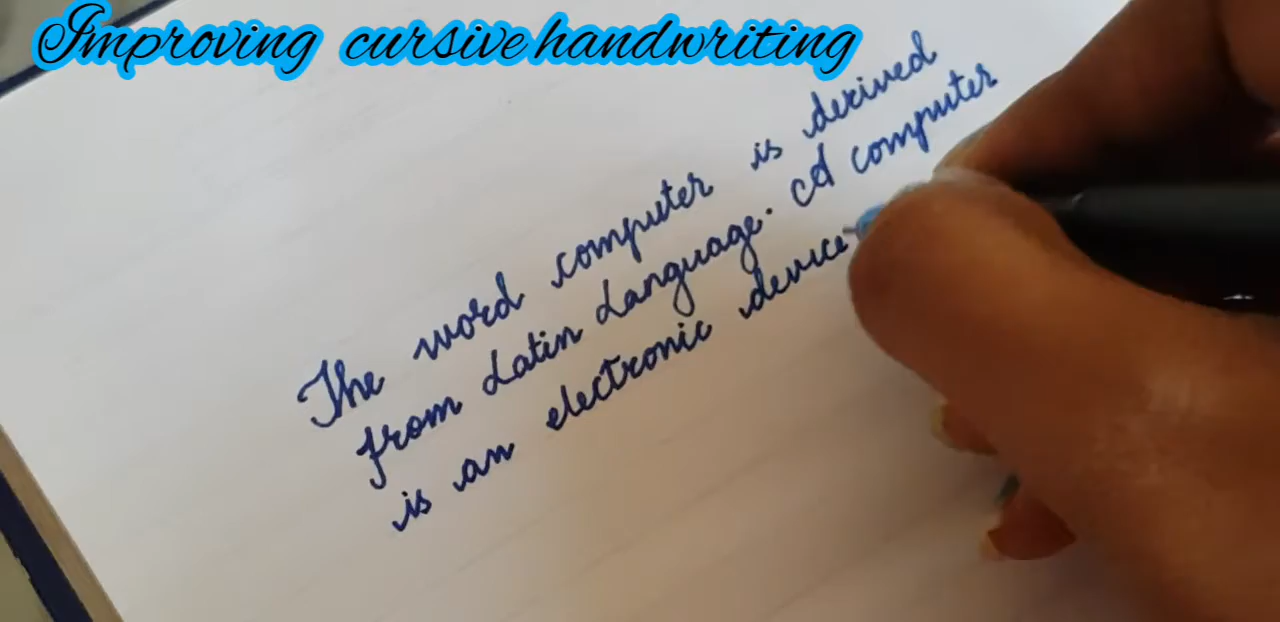 Improving cursive handwriting
The word computer is derived
from Latin Language. A computer
is an electronic device